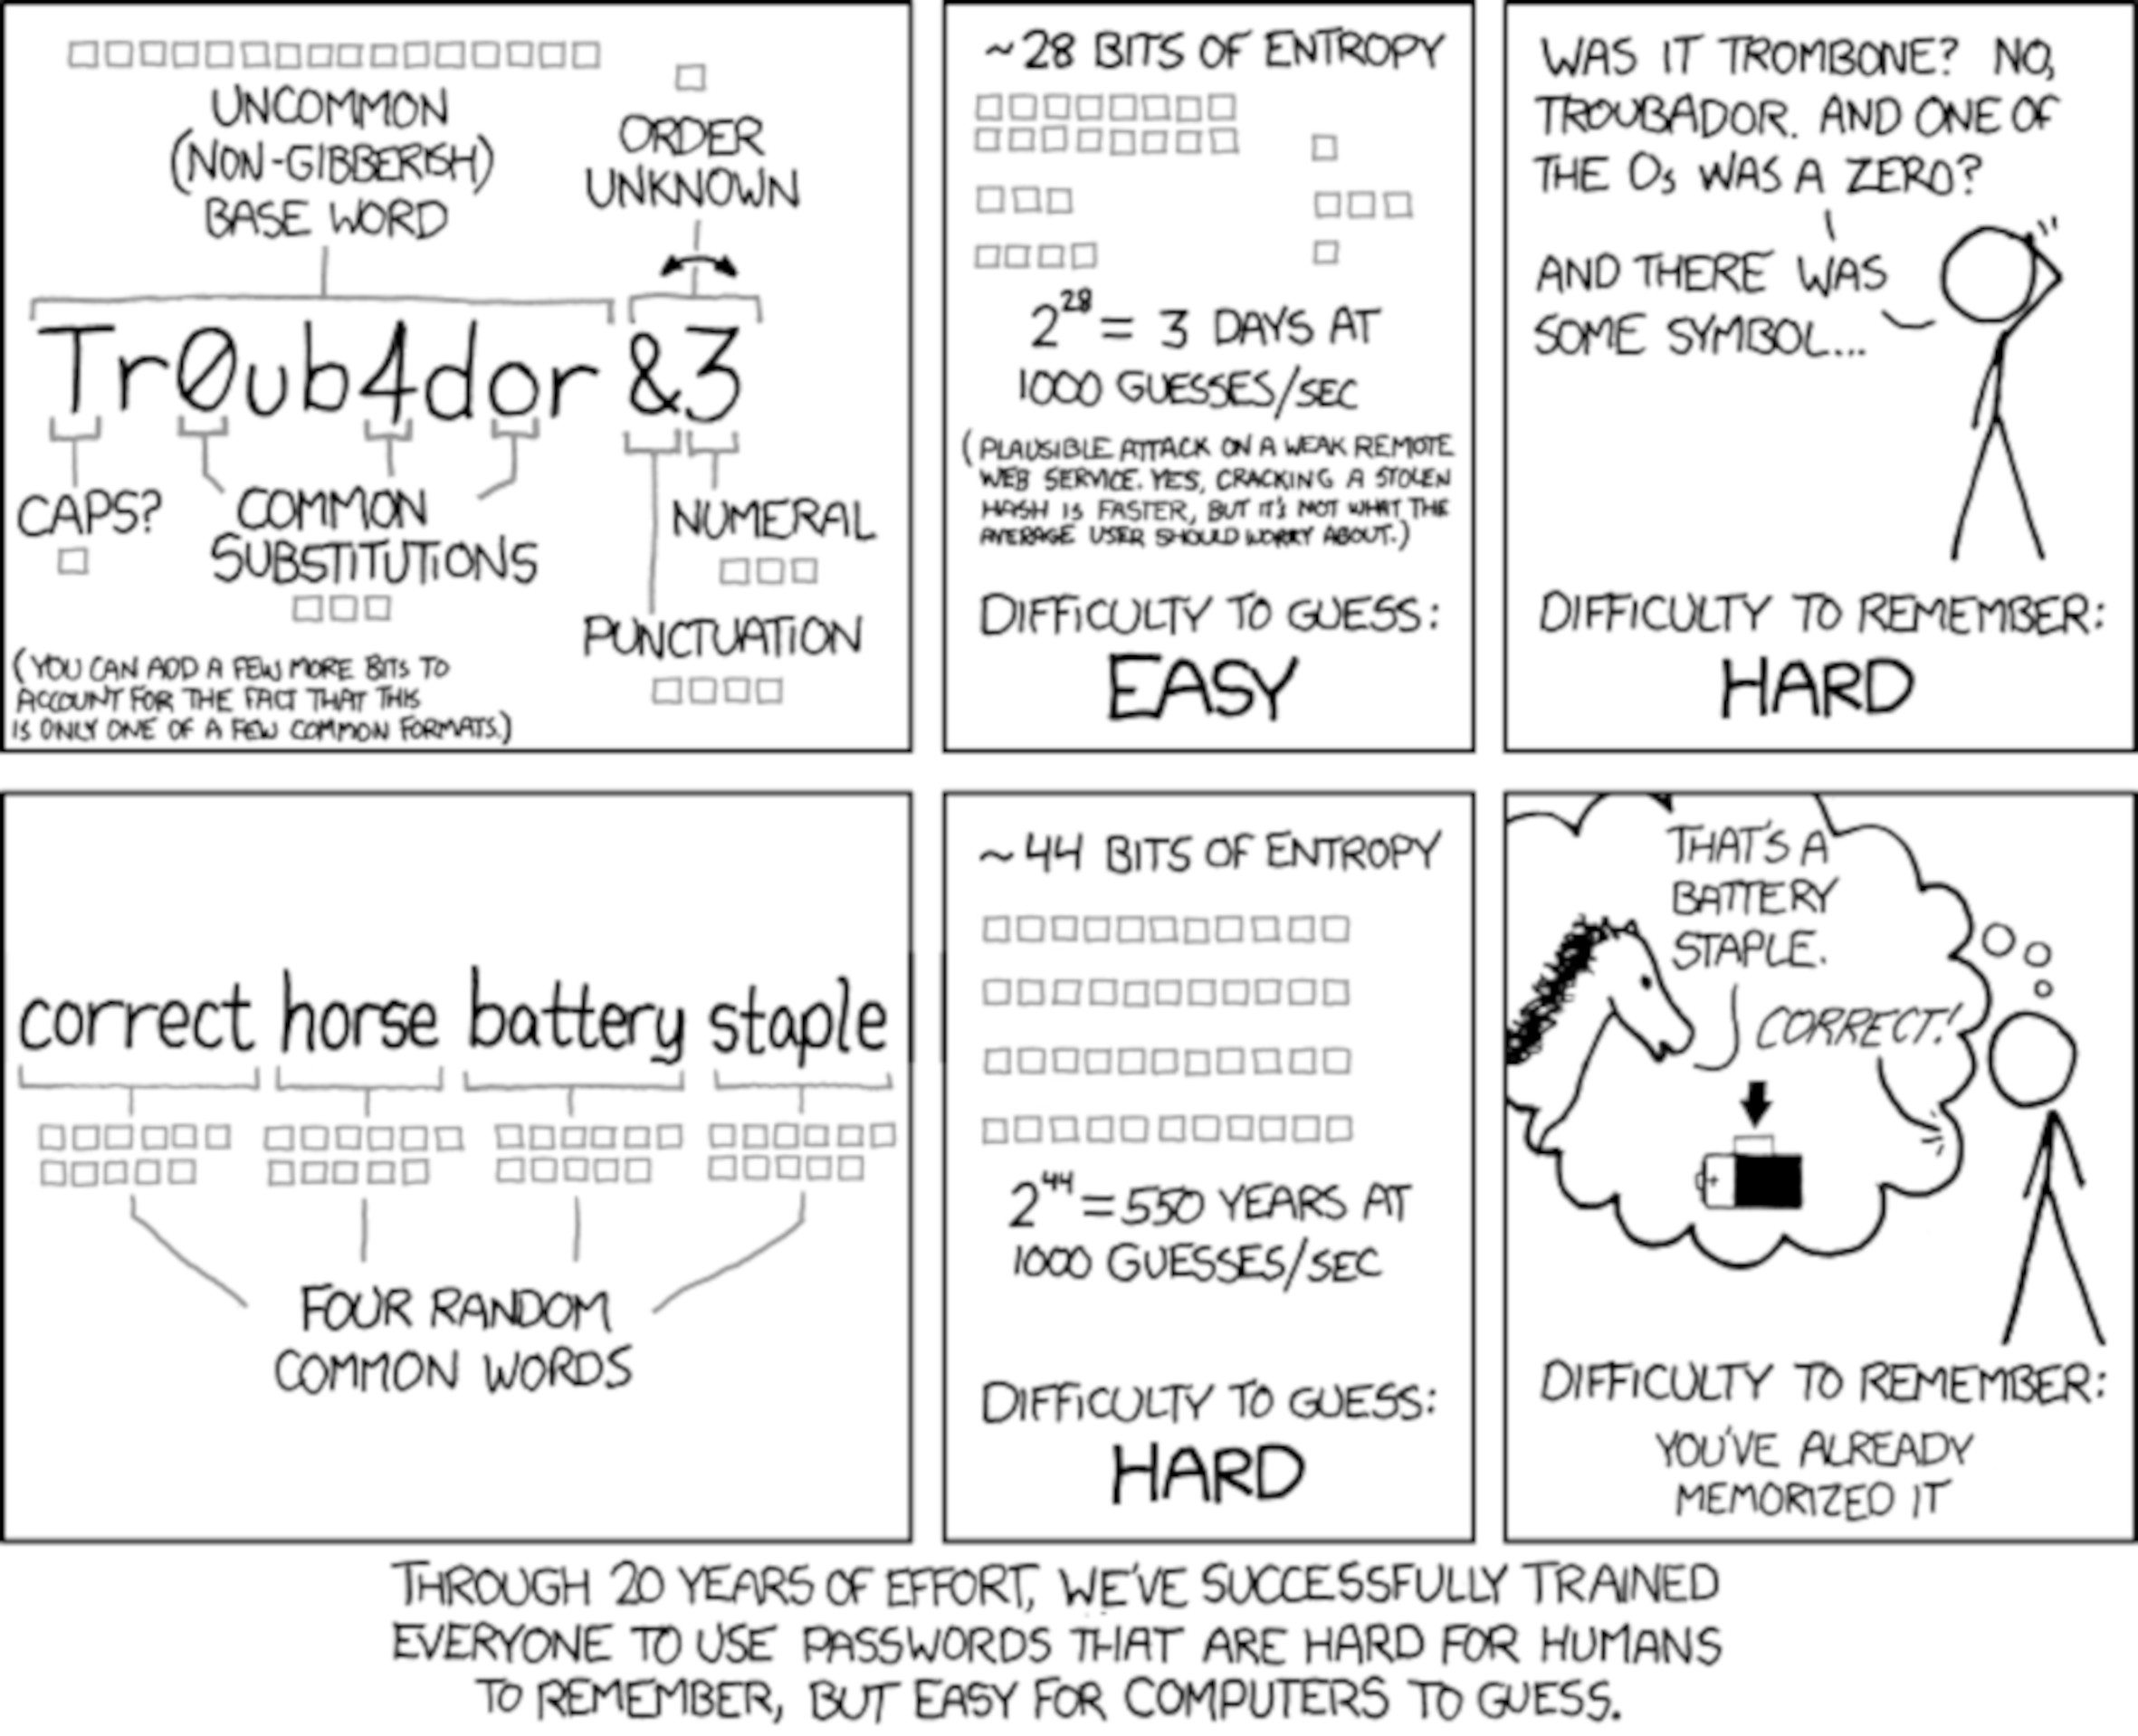 UNCOMMON
(NON-GIBBERISH)
BASE WORD
ORDER
UNKNOWN
Tr0ub4dor &3
CAPS?
COMMON
SUBSTITUTIONS
NUMERAL
PUNCTUATION
(YOU CAN ADD A FEW MORE BITS TO
ACCOUNT FOR THE FACT THAT THIS
IS ONLY ONE OF A FEW COMMON FORMATS.)
~28 BITS OF ENTROPY
2^28 = 3 DAYS AT
1000 GUESSES/SEC
(PLAUSIBLE ATTACK ON A WEAK REMOTE
WEB SERVICE. YES, CRACKING A STOLEN
HASH IS FASTER, BUT IT'S NOT WHAT THE
AVERAGE USER SHOULD WORRY ABOUT.)
DIFFICULTY TO GUESS:
EASY
WAS IT TROMBONE? NO,
TROUBADOR. AND ONE OF
THE Os WAS A ZERO?
AND THERE WAS
SOME SYMBOL...
DIFFICULTY TO REMEMBER:
HARD
correct horse battery staple
FOUR RANDOM
COMMON WORDS
~44 BITS OF ENTROPY
2^44 = 550 YEARS AT
1000 GUESSES/SEC
DIFFICULTY TO GUESS:
HARD
THAT'S A
BATTERY
STAPLE.
CORRECT!
+
DIFFICULTY TO REMEMBER:
YOU'VE ALREADY
MEMORIZED IT
THROUGH 20 YEARS OF EFFORT, WE'VE SUCCESSFULLY TRAINED
EVERYONE TO USE PASSWORDS THAT ARE HARD FOR HUMANS
TO REMEMBER, BUT EASY FOR COMPUTERS TO GUESS.